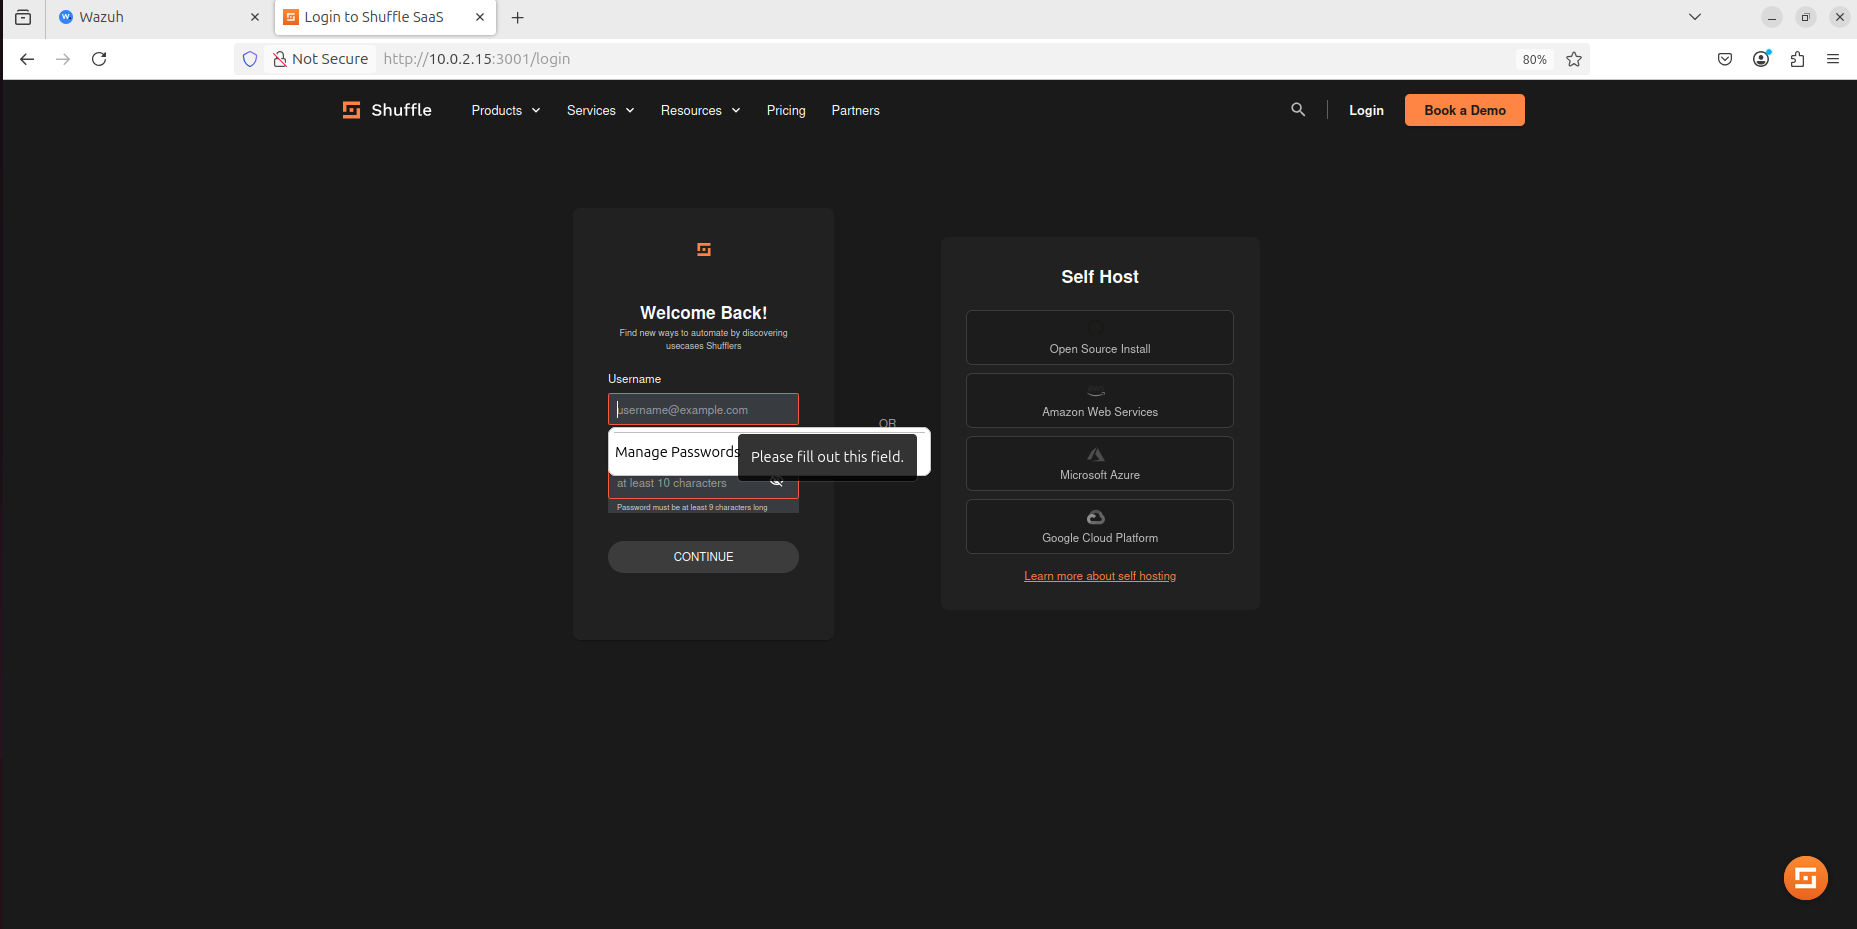 Wazuh
Login to Shuffle SaaS
Not Secure
http://10.0.2.15:3001/login
80%
Shuffle
Products
Services
Resources
Pricing
Partners
Login
Book a Demo
Welcome Back!
Find new ways to automate by discovering
usecases Shufflers
Username
username@example.com
OR
Manage Passwords
Please fill out this field.
at least 10 characters
Password must be at least 9 characters long
CONTINUE
Self Host
Open Source Install
aws
Amazon Web Services
Microsoft Azure
Google Cloud Platform
Learn more about self hosting